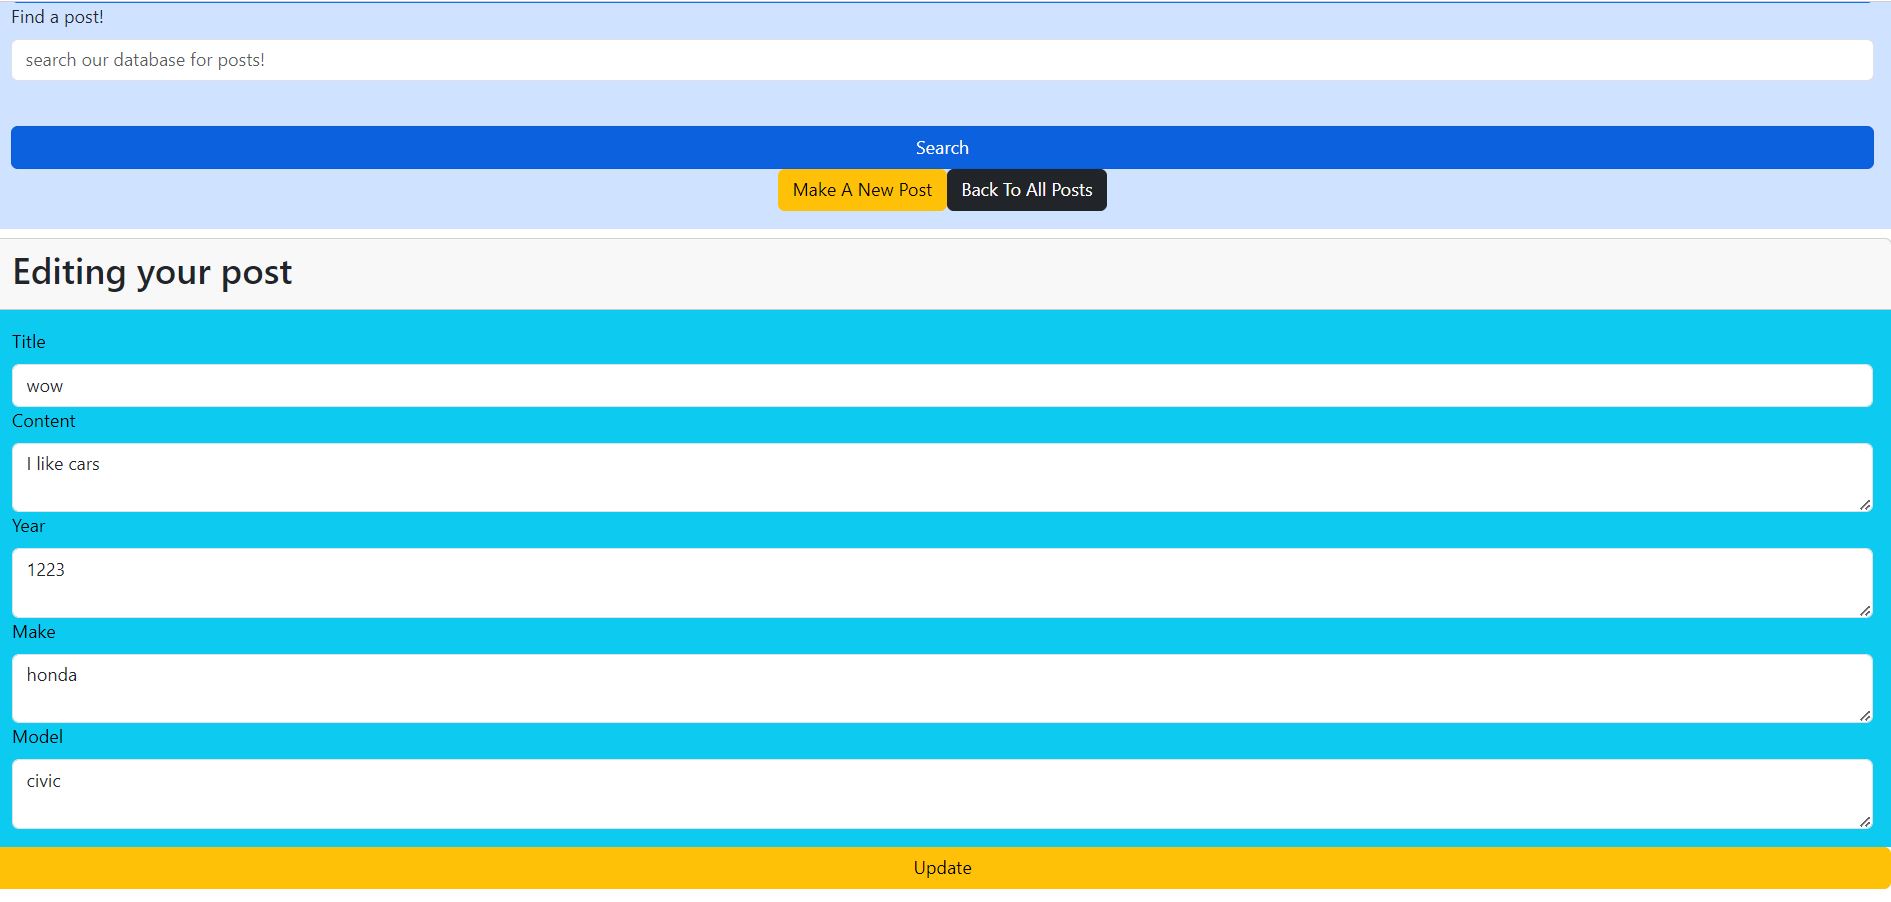 Find a post!
search our database for posts!
Search
Make A New Post Back To All Posts
Editing your post
Title
wow
Content
I like cars
Year
1223
Make
honda
Model
civic
Update